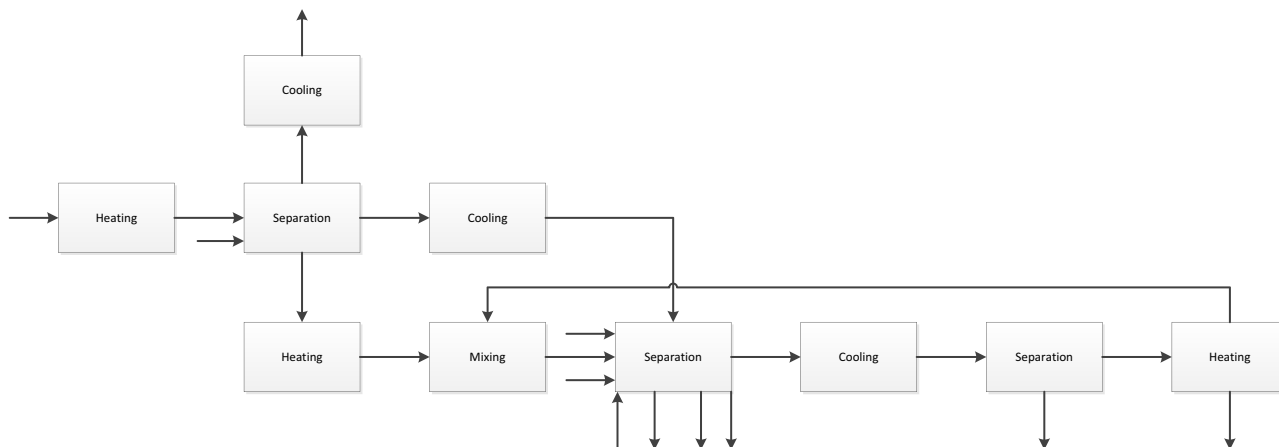 Cooling
Heating
Separation
Cooling
Heating
Mixing
Separation
Cooling
Separation
Heating